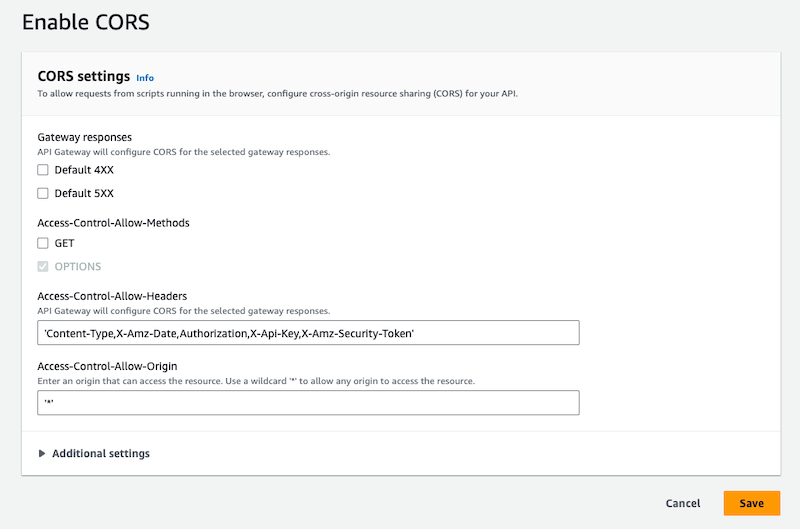 Enable CORS
CORS settings Info
To allow requests from scripts running in the browser, configure cross-origin resource sharing (CORS) for your API.
Gateway responses
API Gateway will configure CORS for the selected gateway responses.
Default 4XX
Default 5XX
Access-Control-Allow-Methods
GET
OPTIONS
Access-Control-Allow-Headers
API Gateway will configure CORS for the selected gateway responses.
'Content-Type,X-Amz-Date,Authorization,X-Api-Key,X-Amz-Security-Token'
Access-Control-Allow-Origin
Enter an origin that can access the resource. Use a wildcard '*' to allow any origin to access the resource.
'*'
Additional settings
Cancel Save